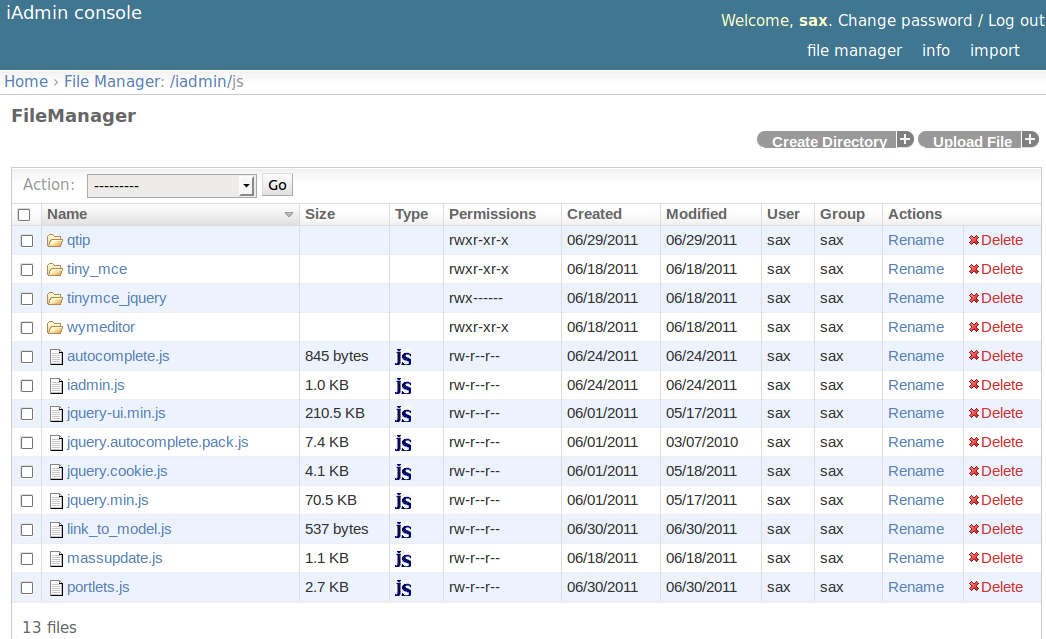 iAdmin console
Welcome, sax. Change password / Log out
file manager info import
Home › File Manager: /iadmin/js
FileManager
Create Directory + Upload File +
Action: --------- Go
Name Size Type Permissions Created Modified User Group Actions
qtip rwxr-xr-x 06/29/2011 06/29/2011 sax sax Rename Delete
tiny_mce rwxr-xr-x 06/18/2011 06/18/2011 sax sax Rename Delete
tinymce_jquery rwx------ 06/18/2011 06/18/2011 sax sax Rename Delete
wymeditor rwxr-xr-x 06/18/2011 06/18/2011 sax sax Rename Delete
autocomplete.js 845 bytes js rw-r--r-- 06/24/2011 06/24/2011 sax sax Rename Delete
iadmin.js 1.0 KB js rw-r--r-- 06/24/2011 06/24/2011 sax sax Rename Delete
jquery-ui.min.js 210.5 KB js rw-r--r-- 06/01/2011 05/17/2011 sax sax Rename Delete
jquery.autocomplete.pack.js 7.4 KB js rw-r--r-- 06/01/2011 03/07/2010 sax sax Rename Delete
jquery.cookie.js 4.1 KB js rw-r--r-- 06/01/2011 05/18/2011 sax sax Rename Delete
jquery.min.js 70.5 KB js rw-r--r-- 06/01/2011 05/17/2011 sax sax Rename Delete
link_to_model.js 537 bytes js rw-r--r-- 06/30/2011 06/30/2011 sax sax Rename Delete
massupdate.js 1.1 KB js rw-r--r-- 06/18/2011 06/18/2011 sax sax Rename Delete
portlets.js 2.7 KB js rw-r--r-- 06/30/2011 06/30/2011 sax sax Rename Delete
13 files